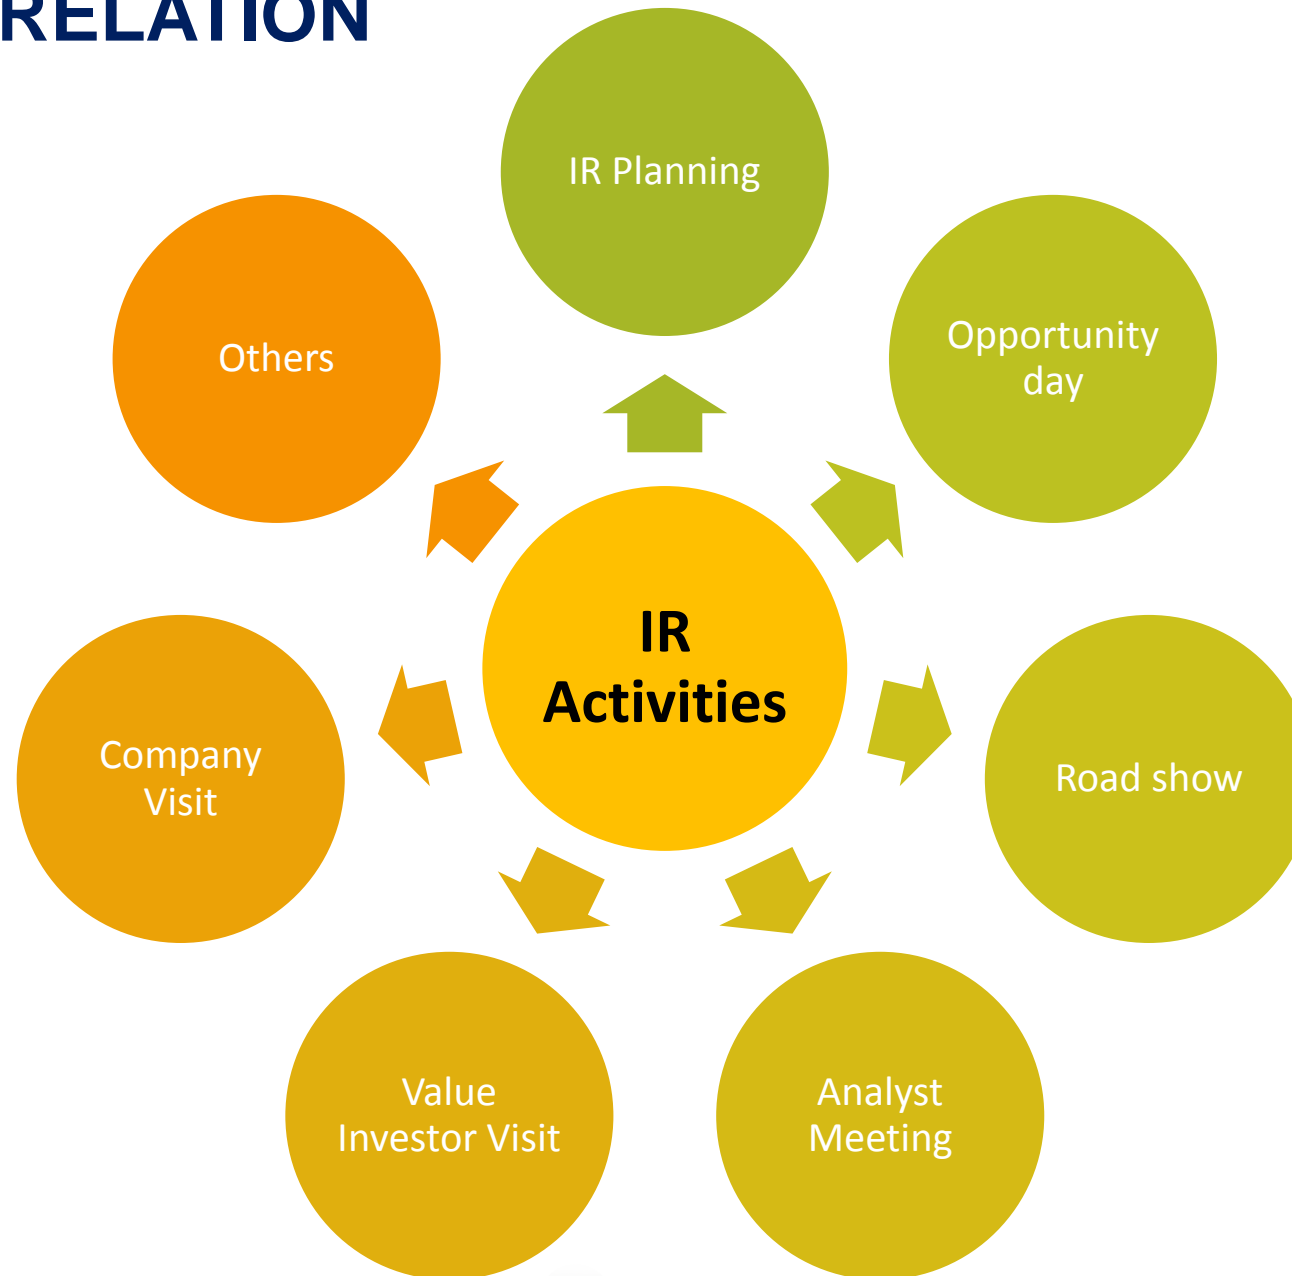 RELATION
IR Planning
Opportunity
day
Others
IR
Activities
Company
Visit
Road show
Value
Investor Visit
Analyst
Meeting